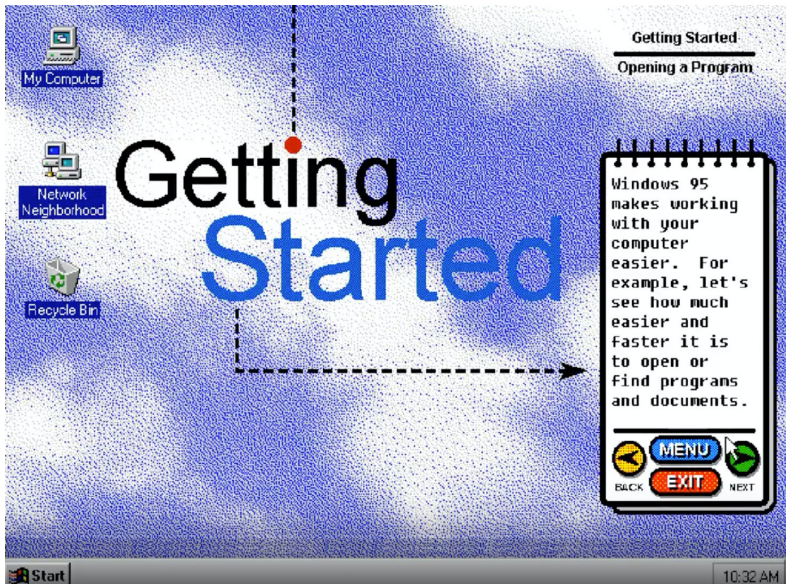 Getting Started
Opening a Program
My Computer
Getting
Started
Network
Neighborhood
Recycle Bin
Windows 95
makes working
with your
computer
easier. For
example, let's
see how much
easier and
faster it is
to open or
find programs
and documents.
MENU
BACK
EXIT
NEXT
Start
10:32 AM